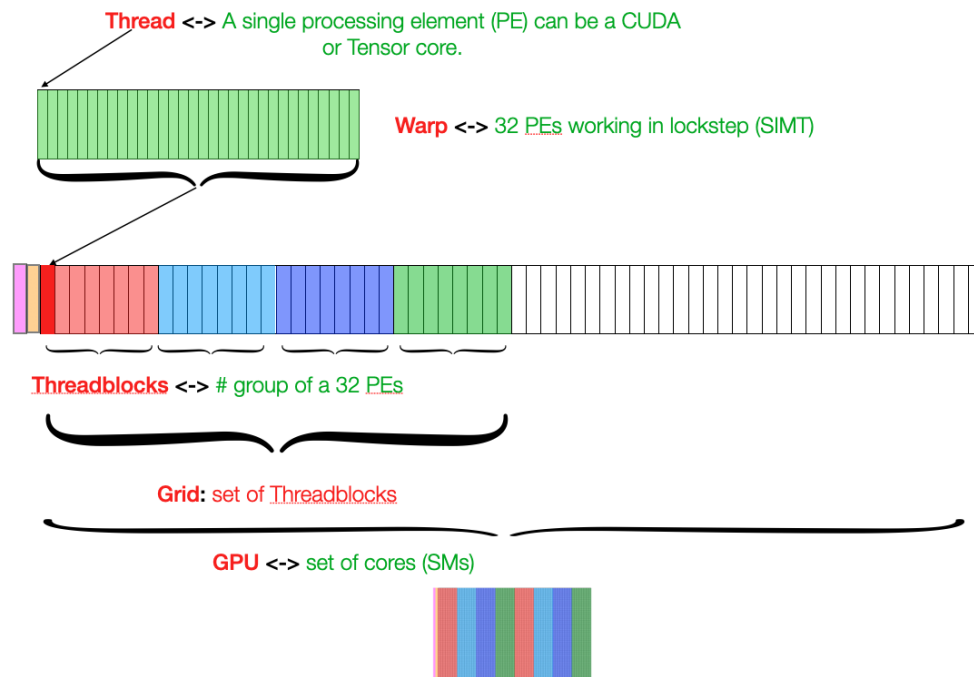 Thread <-> A single processing element (PE) can be a CUDA
or Tensor core.
Warp <-> 32 PEs working in lockstep (SIMT)
Threadblocks <-> # group of a 32 PEs
Grid: set of Threadblocks
GPU <-> set of cores (SMs)